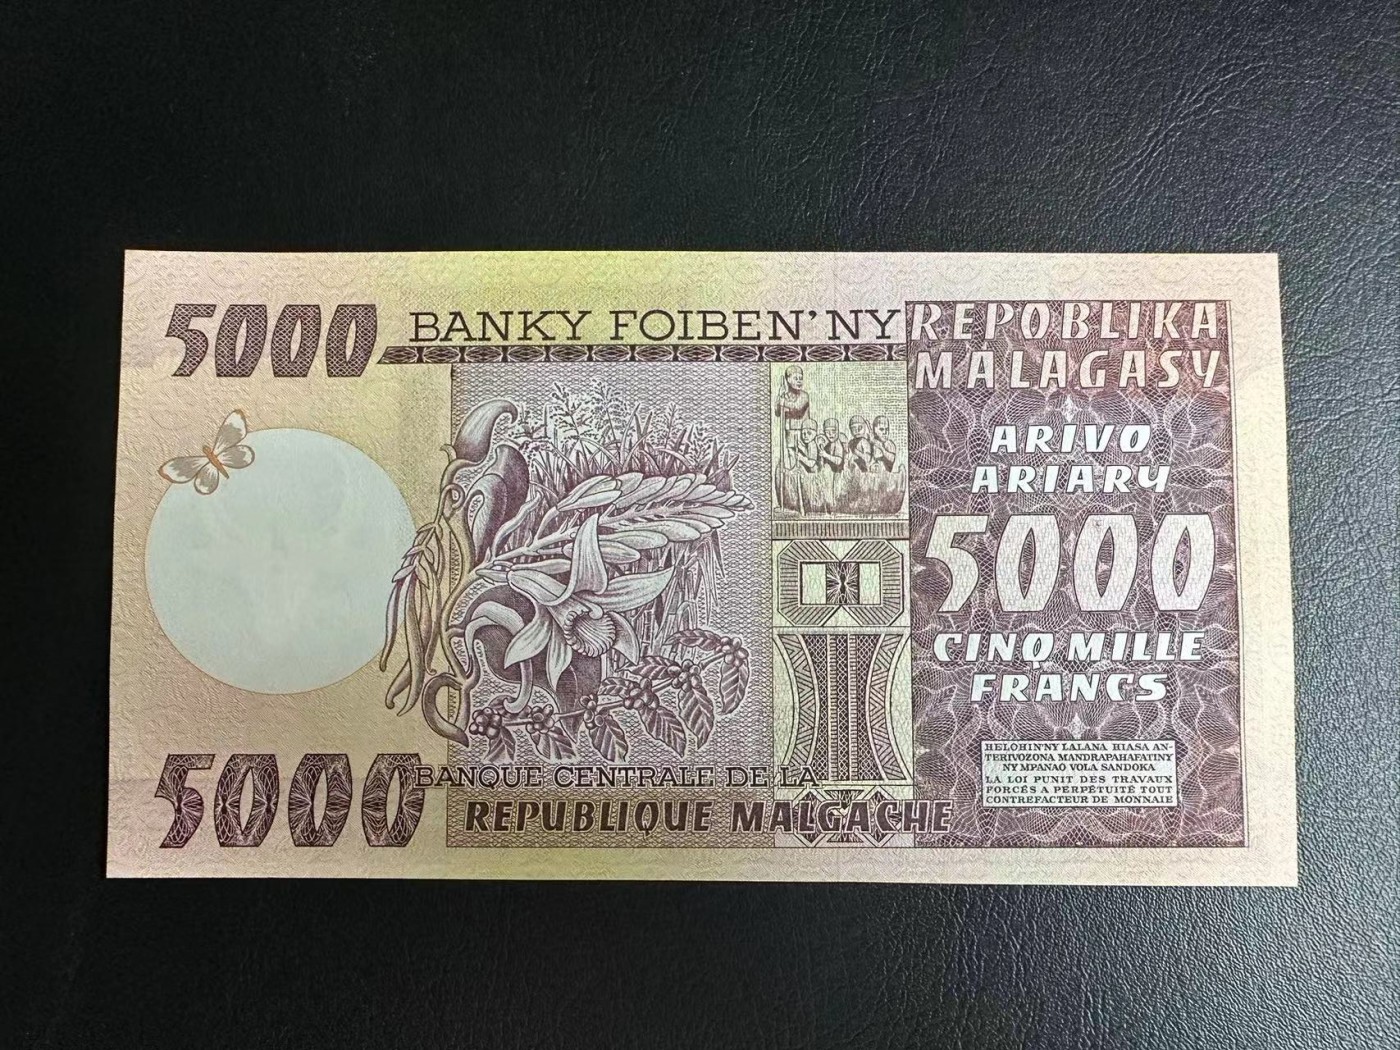 5000
BANKY FOIBEN'NY
REPOBLIKA
MALAGASY
ARIVO
ARIARY
5000
CINQ MILLE
FRANCS
HELOHIN'NY LALANA HIASA AN-
TERIVOZONA MANDRAPAHAFATINY
NY MPANAO VOLA SANDOKA
LA LOI PUNIT DES TRAVAUX
FORCÉS A PERPÉTUITÉ TOUT
CONTREFACTEUR DE MONNAIE
5000
BANQUE CENTRALE DE LA
REPUBLIQUE MALGACHE